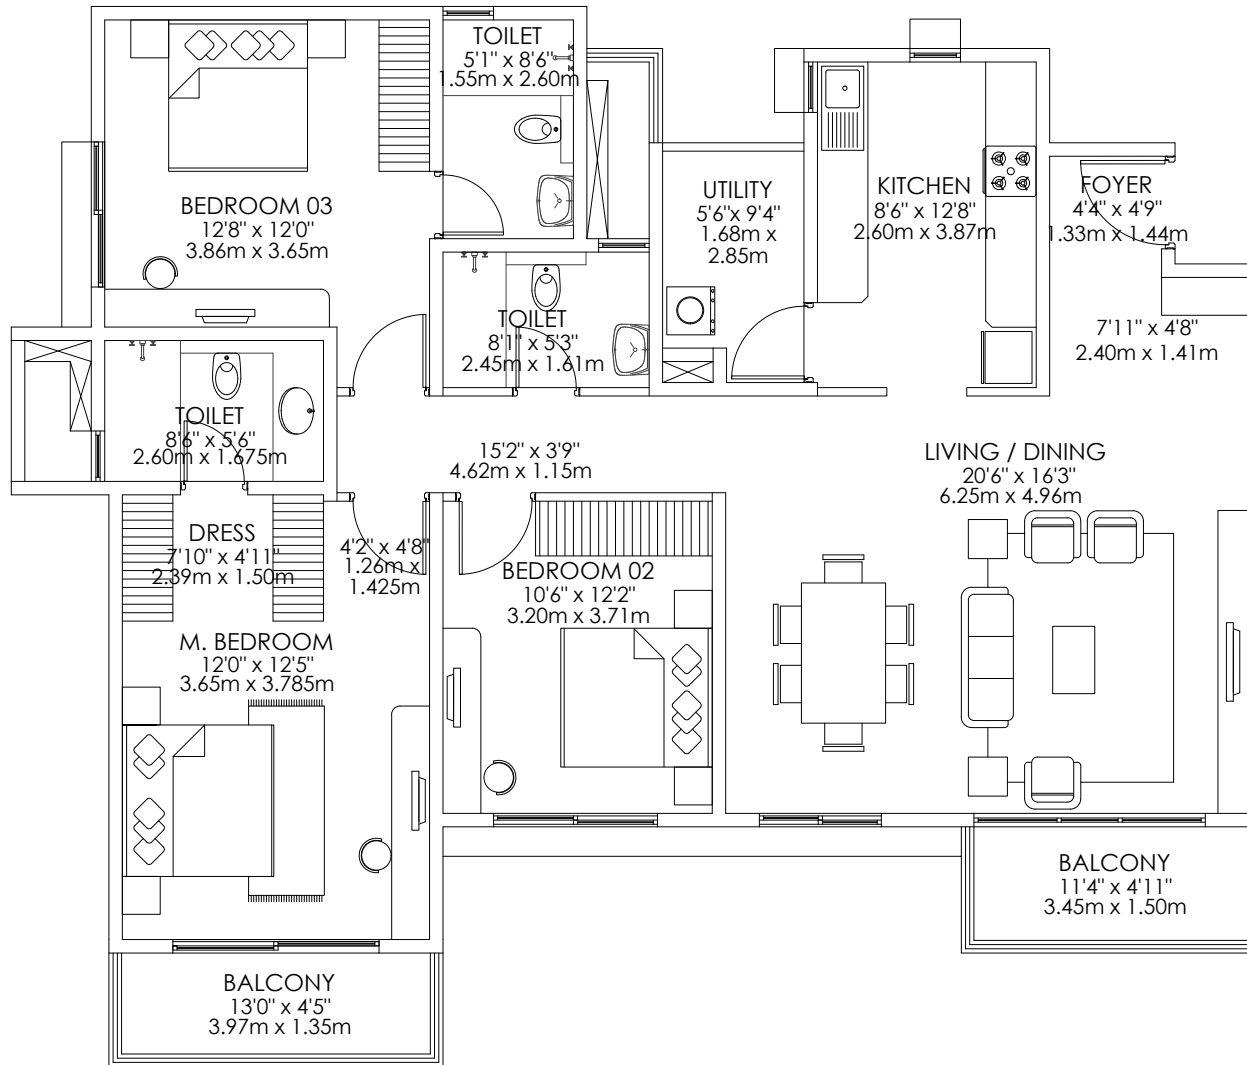 TOILET
5'1" x 8'6"
1.55m x 2.60m
BEDROOM 03
12'8" x 12'0"
3.86m x 3.65m
UTILITY
5'6"x 9'4"
1.68m x
2.85m
KITCHEN
8'6" x 12'8"
2.60m x 3.87m
FOYER
4'4" x 4'9"
1.33m x 1.44m
TOILET
8'1" x 5'3"
2.45m x 1.61m
7'11" x 4'8"
2.40m x 1.41m
TOILET
8'6" x 5'6"
2.60m x 1.675m
15'2" x 3'9"
4.62m x 1.15m
LIVING / DINING
20'6" x 16'3"
6.25m x 4.96m
DRESS
7'10" x 4'11"
2.39m x 1.50m
4'2" x 4'8"
1.26m x
1.425m
BEDROOM 02
10'6" x 12'2"
3.20m x 3.71m
M. BEDROOM
12'0" x 12'5"
3.65m x 3.785m
BALCONY
11'4" x 4'11"
3.45m x 1.50m
BALCONY
13'0" x 4'5"
3.97m x 1.35m